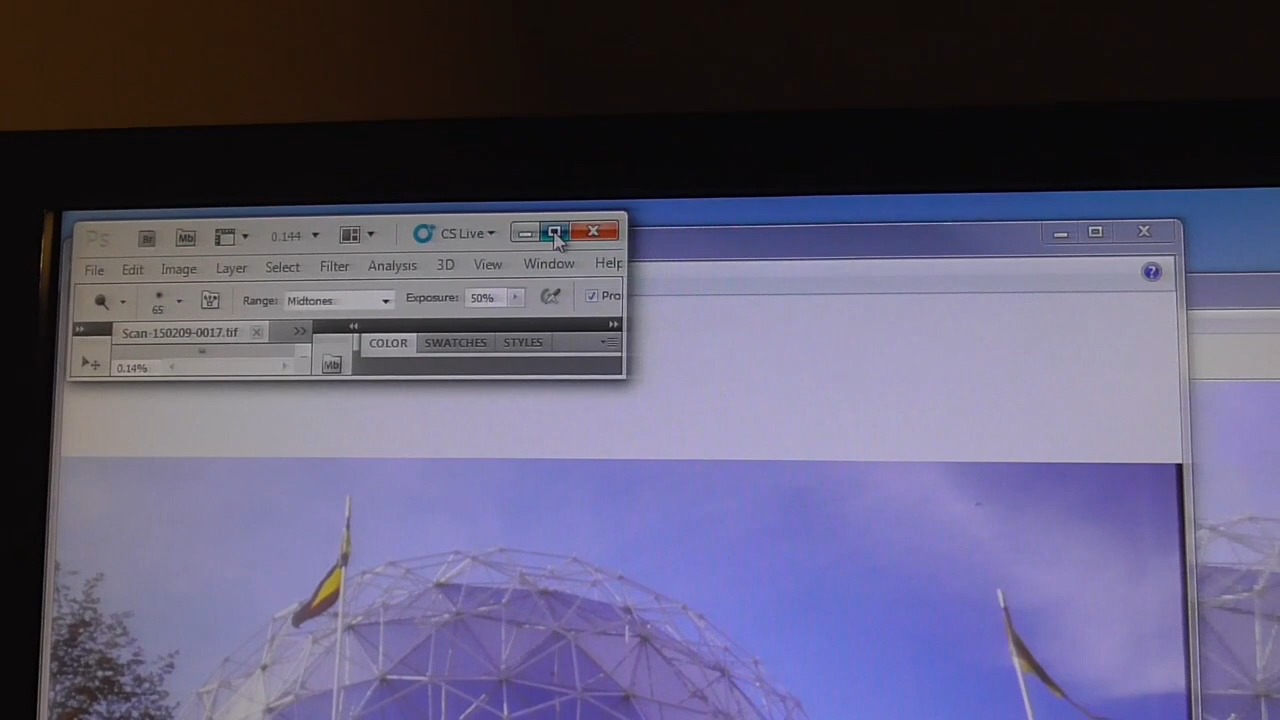 Ps Br Mb 0.144 CS Live
File Edit Image Layer Select Filter Analysis 3D View Window Help
65 Range: Midtones Exposure: 50% Pro
Scan-150209-0017.tif × >>
COLOR SWATCHES STYLES
0.14% Mb